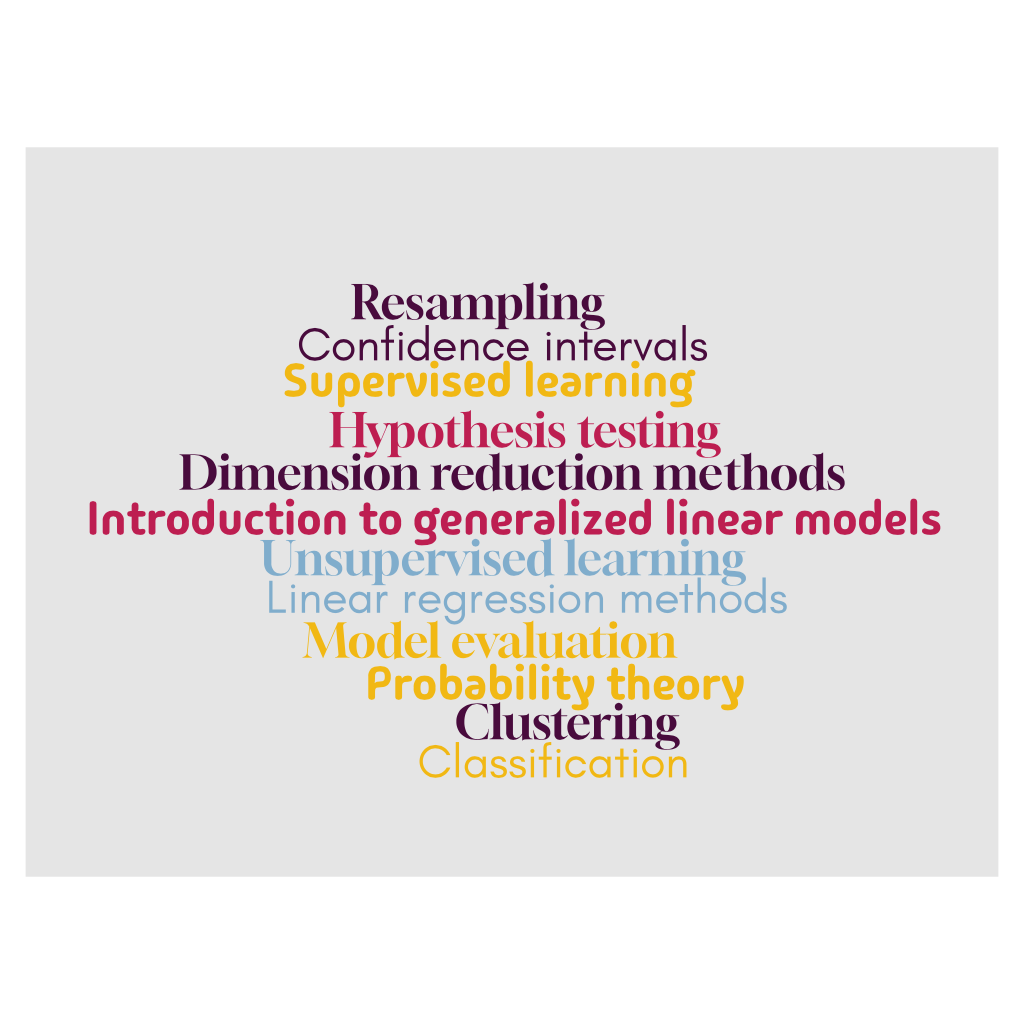 Resampling
Confidence intervals
Supervised learning
Hypothesis testing
Dimension reduction methods
Introduction to generalized linear models
Unsupervised learning
Linear regression methods
Model evaluation
Probability theory
Clustering
Classification